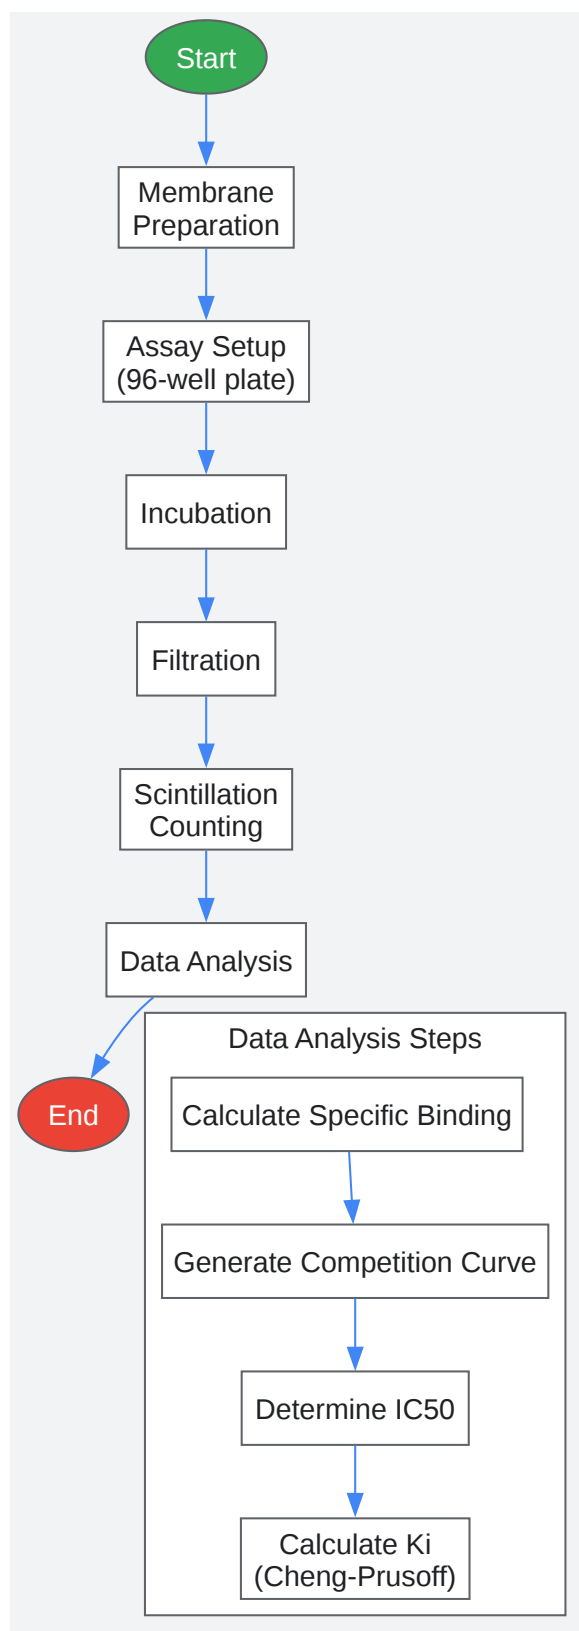 Start
Membrane
Preparation
Assay Setup
(96-well plate)
Incubation
Filtration
Scintillation
Counting
Data Analysis
End
Data Analysis Steps
Calculate Specific Binding
Generate Competition Curve
Determine IC50
Calculate Ki
(Cheng-Prusoff)